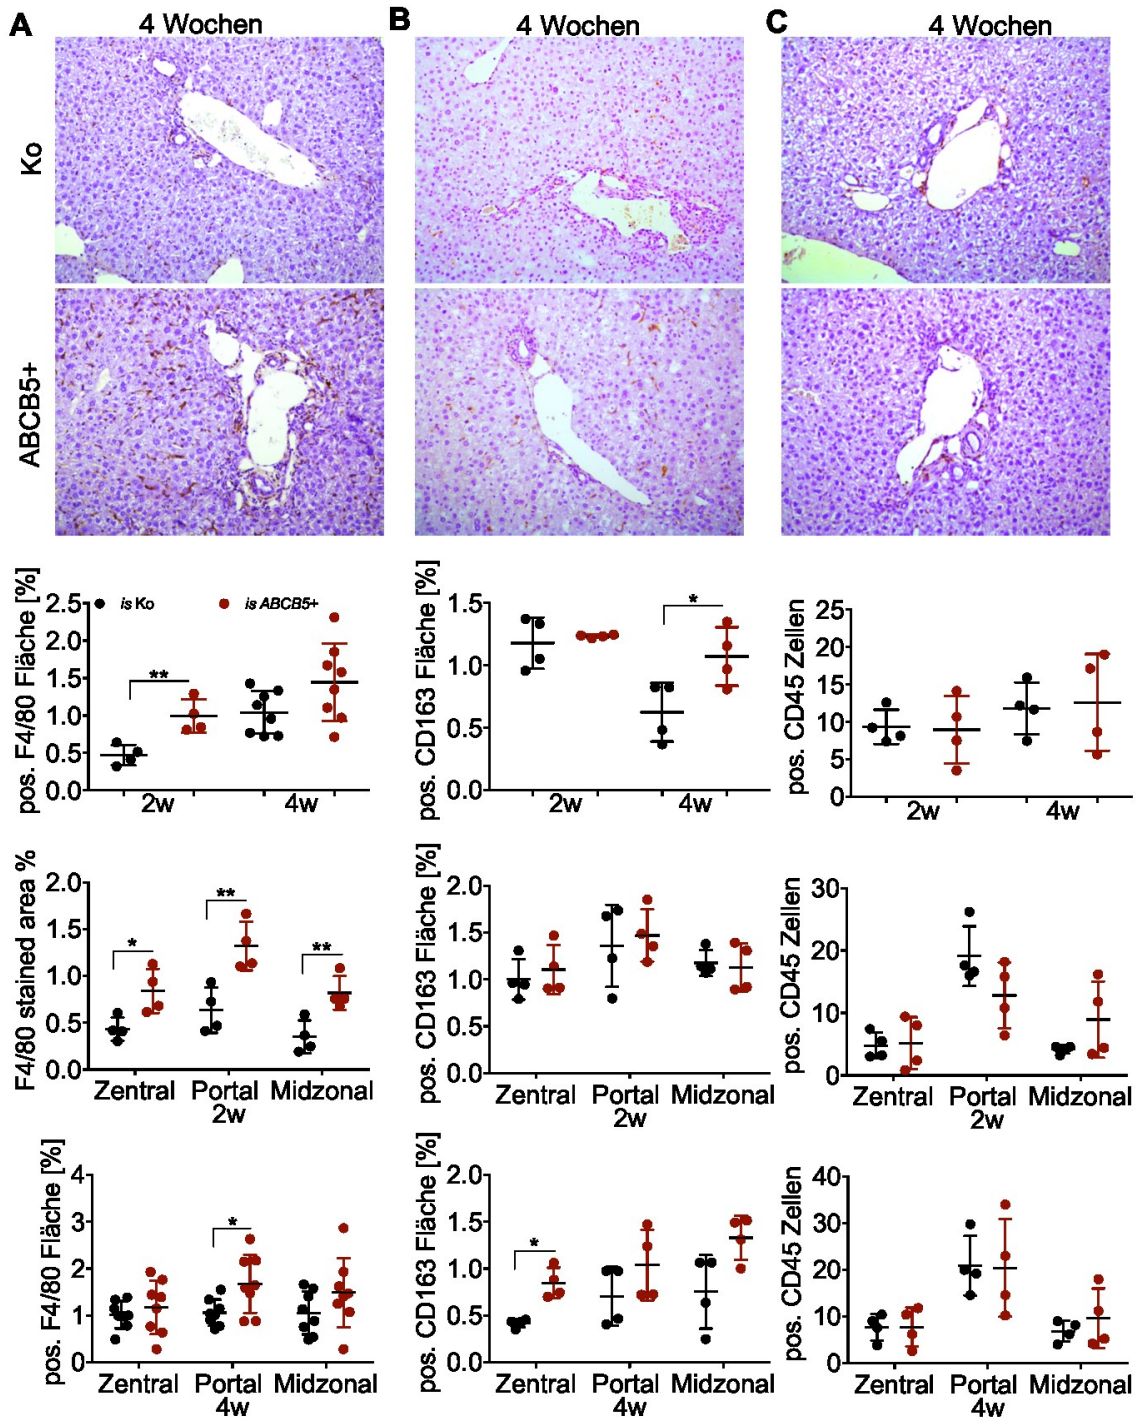 A 4 Wochen B 4 Wochen C 4 Wochen
Ko
ABCB5+
pos. F4/80 Fläche [%]
2.5
2.0
1.5
1.0
0.5
0.0
is Ko is ABCB5+
**
2w 4w
pos. CD163 Fläche [%]
1.5
1.0
0.5
0.0
*
2w 4w
pos. CD45 Zellen
25
20
15
10
5
0
2w 4w
F4/80 stained area %
2.0
1.5
1.0
0.5
0.0
* ** **
Zentral Portal Midzonal
2w
pos. CD163 Fläche [%]
2.0
1.5
1.0
0.5
0.0
Zentral Portal Midzonal
2w
pos. CD45 Zellen
30
20
10
0
Zentral Portal Midzonal
2w
pos. F4/80 Fläche [%]
4
3
2
1
0
*
Zentral Portal Midzonal
4w
pos. CD163 Fläche [%]
2.0
1.5
1.0
0.5
0.0
*
Zentral Portal Midzonal
4w
pos. CD45 Zellen
40
30
20
10
0
Zentral Portal Midzonal
4w